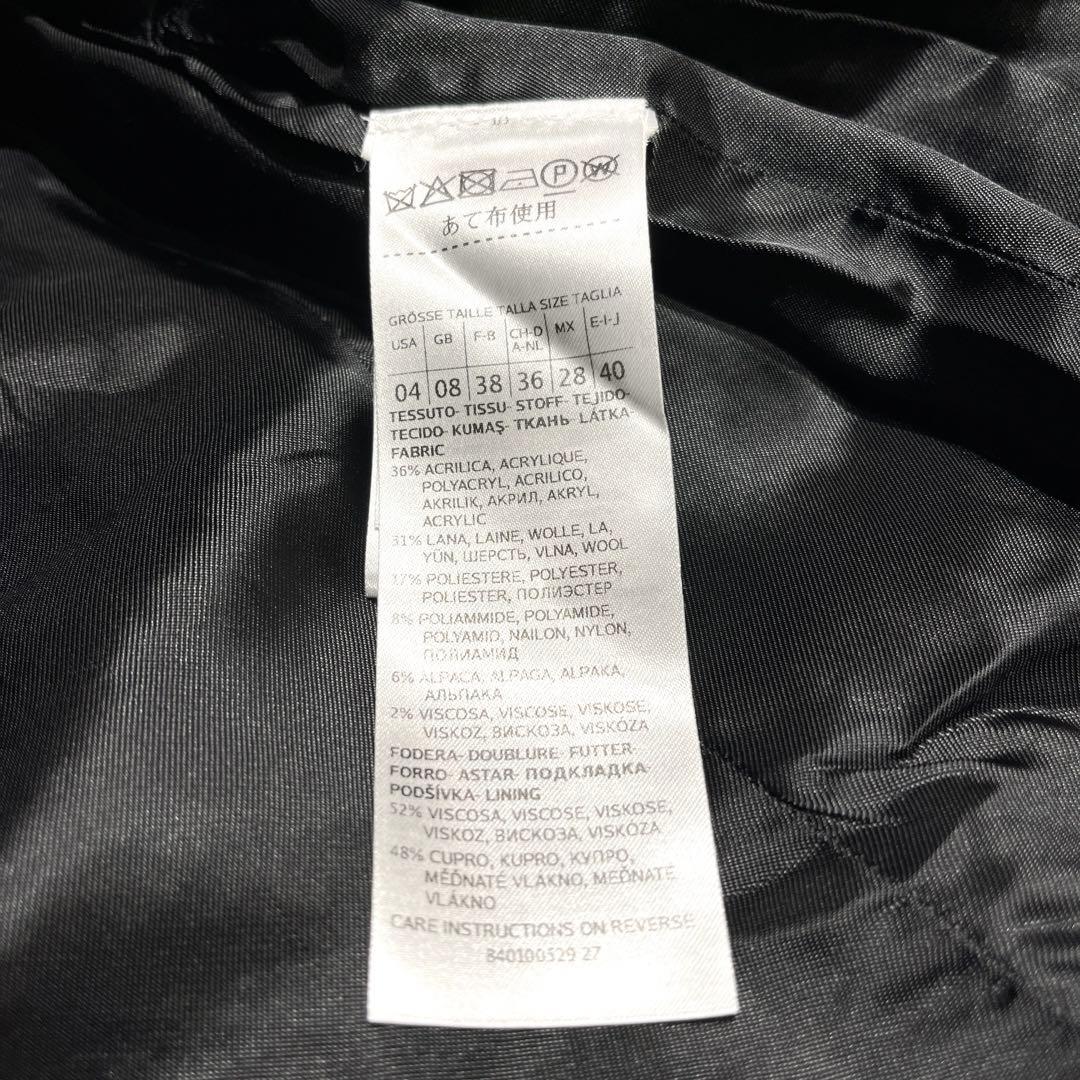 P W
あて布使用
GRÖSSE TAILLE TALLA SIZE TAGLIA
USA GB F-B CH-D A-NL MX E-I-J
04 08 38 36 28 40
TESSUTO- TISSU- STOFF- TEJIDO-
TECIDO- KUMAŞ- ТКАНЬ- LÁTKA-
FABRIC
36% ACRILICA, ACRYLIQUE,
POLYACRYL, ACRILICO,
AKRILIK, АКРИЛ, AKRYL,
ACRYLIC
31% LANA, LAINE, WOLLE, LA,
YÜN, ШЕРСТЬ, VLNA, WOOL
17% POLIESTERE, POLYESTER,
POLIESTER, ПОЛИЭСТЕР
8% POLIAMMIDE, POLYAMIDE,
POLYAMID, NAILON, NYLON,
ПОЛИАМИД
6% ALPACA, ALPAGA, ALPAKA,
АЛЬПАКА
2% VISCOSA, VISCOSE, VISKOSE,
VISKOZ, ВИСКОЗА, VISKÓZA
FODERA- DOUBLURE- FUTTER-
FORRO- ASTAR- ПОДКЛАДКА-
PODŠÍVKA- LINING
52% VISCOSA, VISCOSE, VISKOSE,
VISKOZ, ВИСКОЗА, VISKÓZA
48% CUPRO, KUPRO, КУПРО,
MĚĎNATÉ VLÁKNO, MEĎNATÉ
VLÁKNO
CARE INSTRUCTIONS ON REVERSE
840100529 27